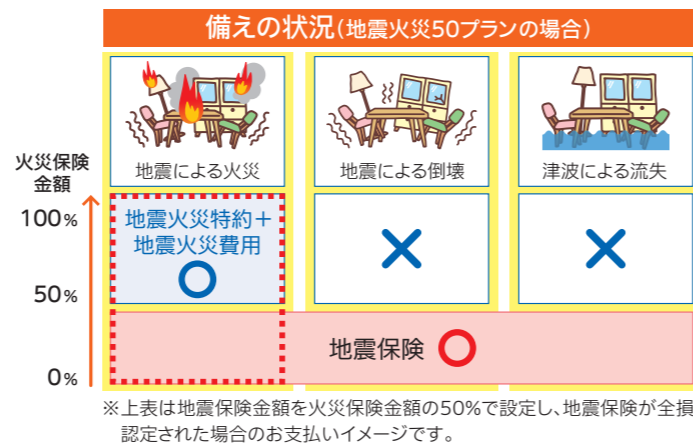 備えの状況(地震火災50プランの場合)
地震による火災
地震による倒壊
津波による流失
火災保険
金額
100%
地震火災特約＋
地震火災費用
○
×
×
50%
地震保険 ○
0%
※上表は地震保険金額を火災保険金額の50%で設定し、地震保険が全損
認定された場合のお支払いイメージです。